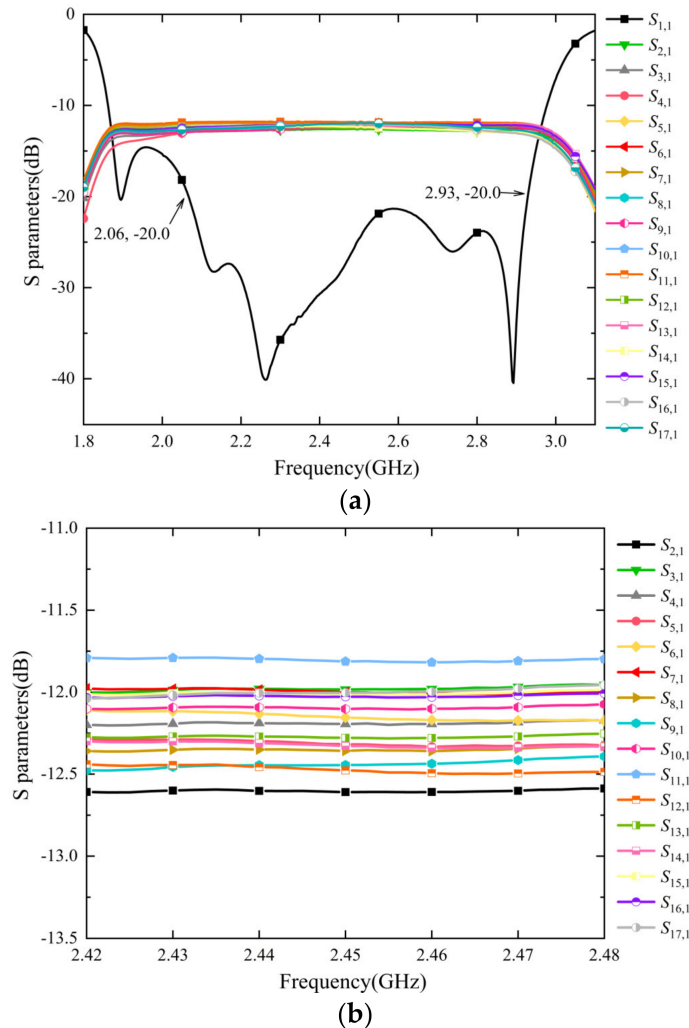 0
-10
-20
-30
-40
S parameters(dB)
2.06, -20.0
2.93, -20.0
1.8 2.0 2.2 2.4 2.6 2.8 3.0
Frequency(GHz)
S1,1
S2,1
S3,1
S4,1
S5,1
S6,1
S7,1
S8,1
S9,1
S10,1
S11,1
S12,1
S13,1
S14,1
S15,1
S16,1
S17,1
(a)
-11.0
-11.5
-12.0
-12.5
-13.0
-13.5
S parameters(dB)
2.42 2.43 2.44 2.45 2.46 2.47 2.48
Frequency(GHz)
S2,1
S3,1
S4,1
S5,1
S6,1
S7,1
S8,1
S9,1
S10,1
S11,1
S12,1
S13,1
S14,1
S15,1
S16,1
S17,1
(b)